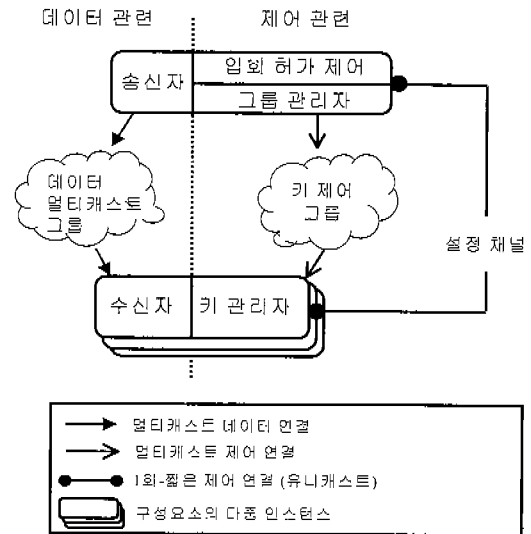 데이터 관련
제어 관련
송신자
입회 허가 제어
그룹 관리자
데이터
멀티캐스트
그룹
키 제어
그룹
설정 채널
수신자
키 관리자
멀티캐스트 데이터 연결
멀티캐스트 제어 연결
1회-짧은 제어 연결 (유니캐스트)
구성요소의 다중 인스턴스